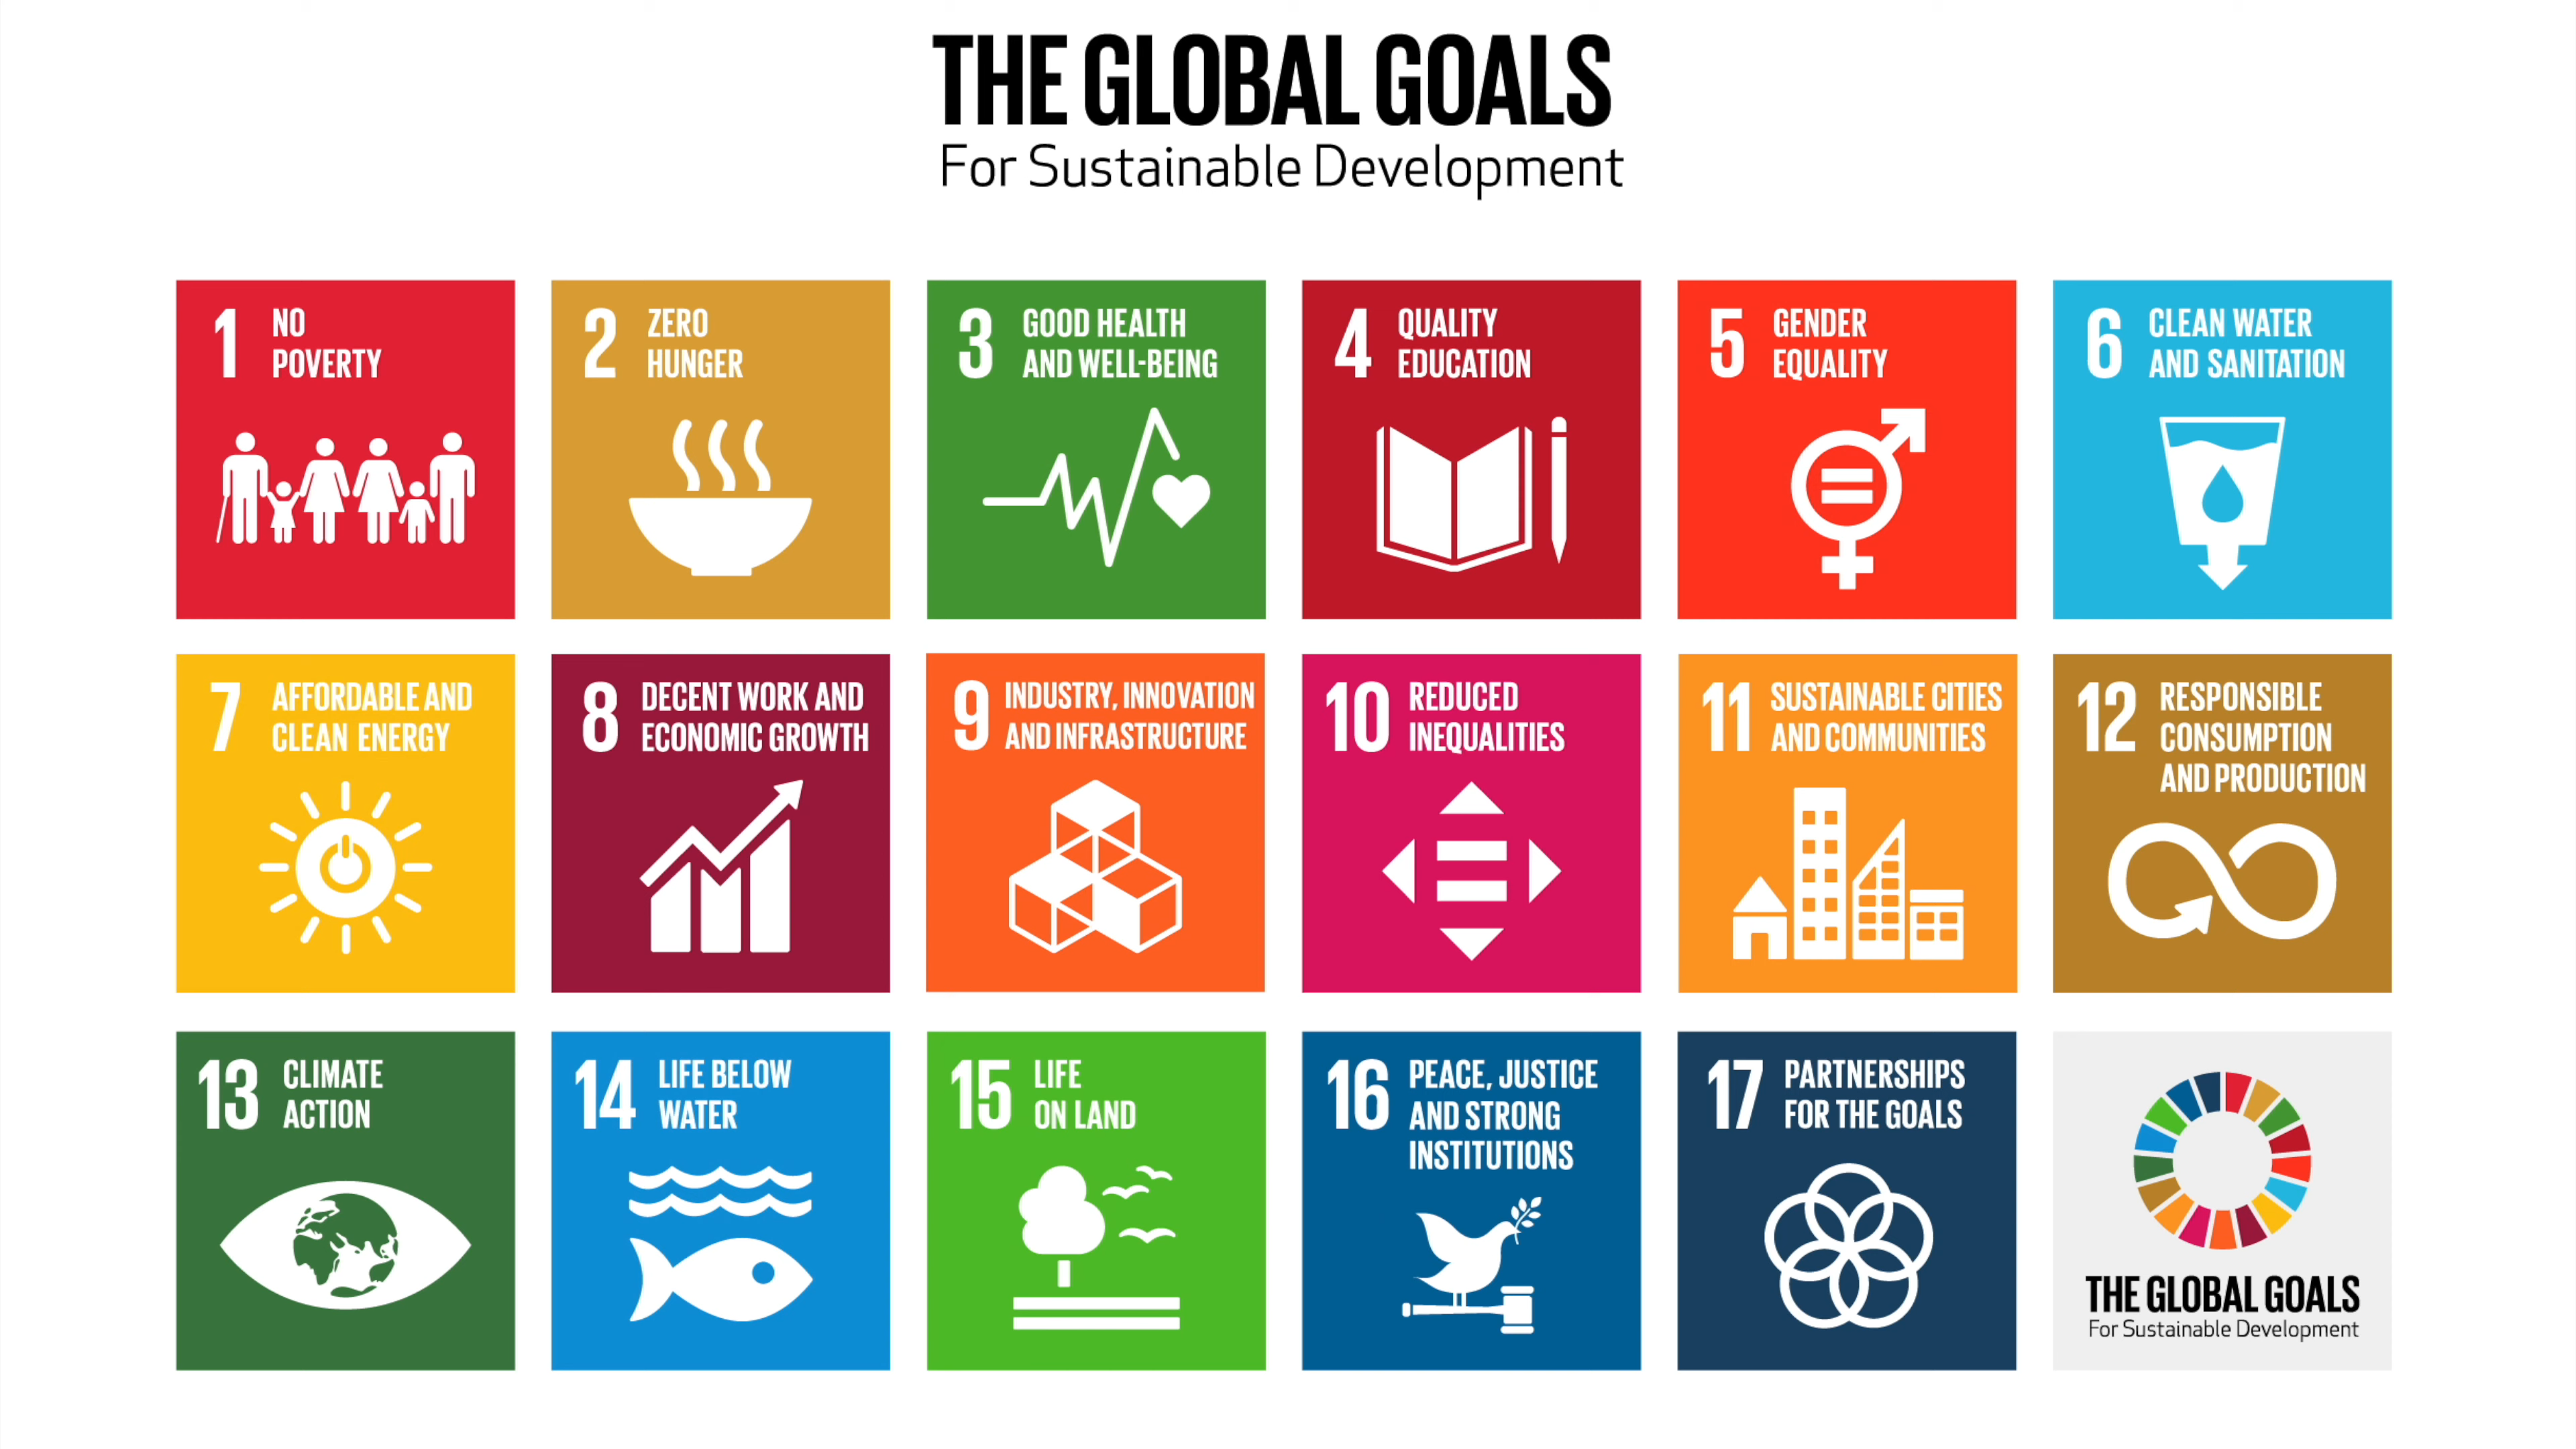 THE GLOBAL GOALS
For Sustainable Development
1 NO
POVERTY
2 ZERO
HUNGER
3 GOOD HEALTH
AND WELL-BEING
4 QUALITY
EDUCATION
5 GENDER
EQUALITY
6 CLEAN WATER
AND SANITATION
7 AFFORDABLE AND
CLEAN ENERGY
8 DECENT WORK AND
ECONOMIC GROWTH
9 INDUSTRY, INNOVATION
AND INFRASTRUCTURE
10 REDUCED
INEQUALITIES
11 SUSTAINABLE CITIES
AND COMMUNITIES
12 RESPONSIBLE
CONSUMPTION
AND PRODUCTION
13 CLIMATE
ACTION
14 LIFE BELOW
WATER
15 LIFE
ON LAND
16 PEACE, JUSTICE
AND STRONG
INSTITUTIONS
17 PARTNERSHIPS
FOR THE GOALS
THE GLOBAL GOALS
For Sustainable Development